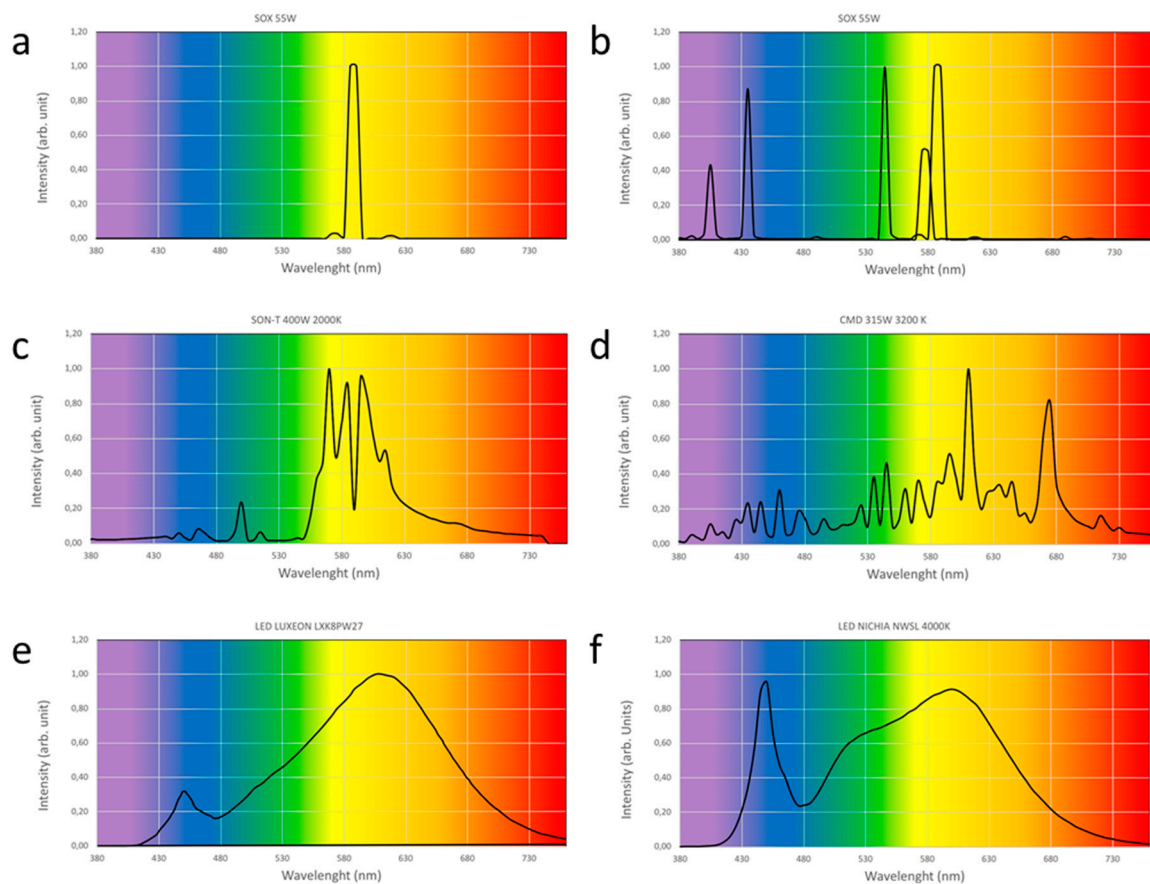 a
SOX 55W
Intensity (arb. unit)
1,20
1,00
0,80
0,60
0,40
0,20
0,00
380 430 480 530 580 630 680 730
Wavelenght (nm)
b
SOX 55W
Intensity (arb. unit)
1,20
1,00
0,80
0,60
0,40
0,20
0,00
380 430 480 530 580 630 680 730
Wavelenght (nm)
c
SON-T 400W 2000K
Intensity (arb. unit)
1,20
1,00
0,80
0,60
0,40
0,20
0,00
380 430 480 530 580 630 680 730
Wavelenght (nm)
d
CMD 315W 3200 K
Intensity (arb. unit)
1,20
1,00
0,80
0,60
0,40
0,20
0,00
380 430 480 530 580 630 680 730
Wavelenght (nm)
e
LED LUXEON LXK8PW27
Intensity (arb. unit)
1,20
1,00
0,80
0,60
0,40
0,20
0,00
380 430 480 530 580 630 680 730
Wavelenght (nm)
f
LED NICHIA NWSL 4000K
Intensity (arb. Units)
1,20
1,00
0,80
0,60
0,40
0,20
0,00
380 430 480 530 580 630 680 730
Wavelenght (nm)